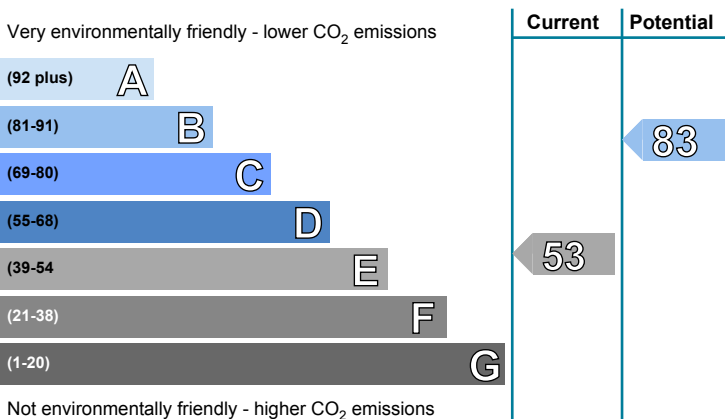 Current Potential
Very environmentally friendly - lower CO2 emissions
(92 plus) A
(81-91) B
83
(69-80) C
(55-68) D
(39-54 E
53
(21-38) F
(1-20) G
Not environmentally friendly - higher CO2 emissions